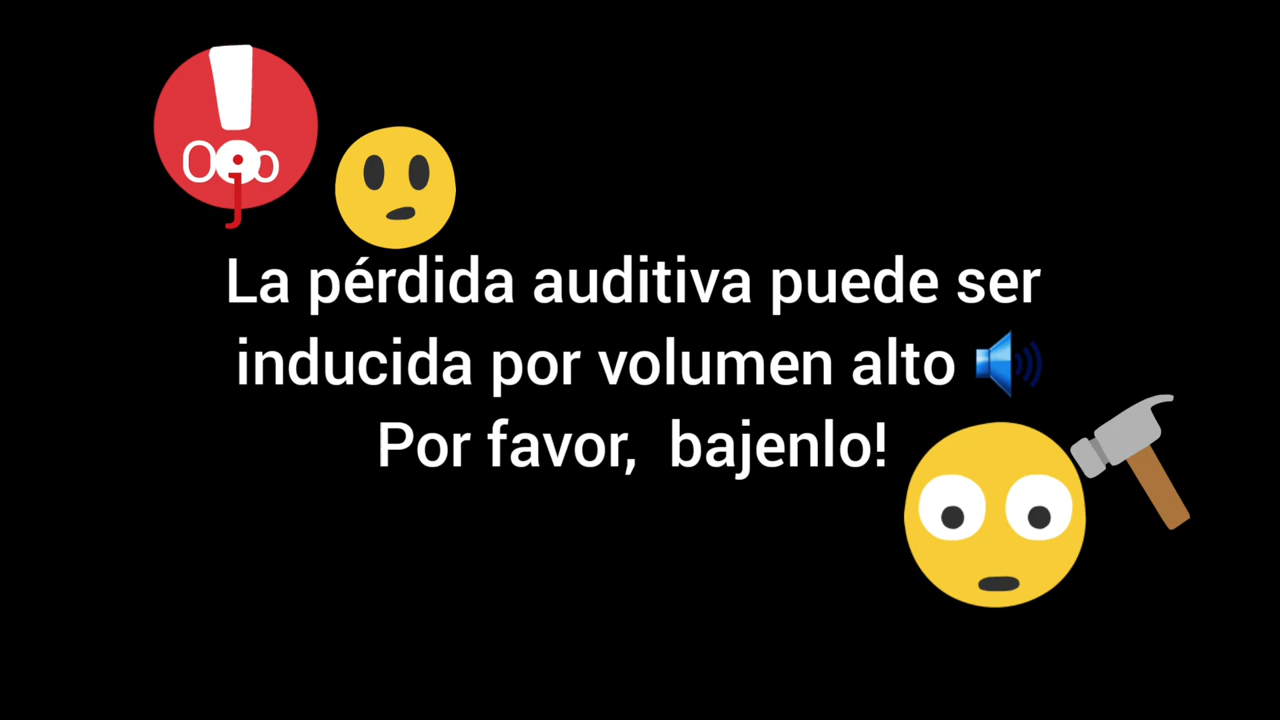 La pérdida auditiva puede ser
inducida por volumen alto 🔊
Por favor,  bajenlo!